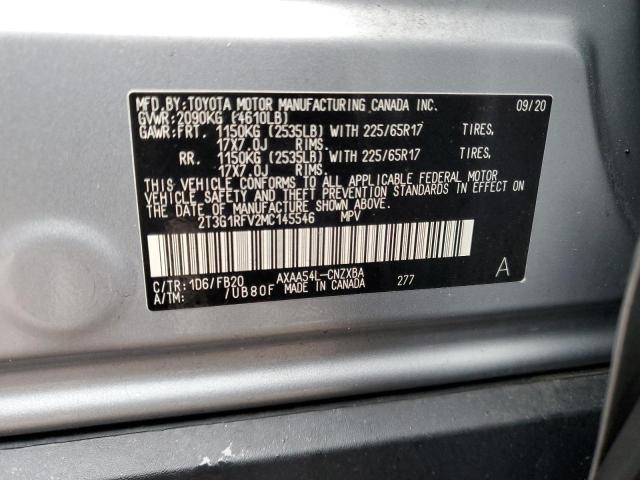 MFD.BY:TOYOTA MOTOR MANUFACTURING CANADA INC. 09/20
GVWR:2090KG (4610LB)
GAWR:FRT. 1150KG (2535LB) WITH 225/65R17 TIRES,
17X7.0J RIMS.
RR. 1150KG (2535LB) WITH 225/65R17 TIRES,
17X7.0J RIMS.
THIS VEHICLE CONFORMS TO ALL APPLICABLE FEDERAL MOTOR
VEHICLE SAFETY AND THEFT PREVENTION STANDARDS IN EFFECT ON
THE DATE OF MANUFACTURE SHOWN ABOVE.
2T3G1RFV2MC145546 MPV
C/TR:1D6/FB20 AXAA54L-CNZXBA A
A/TM: /UB80F MADE IN CANADA 277